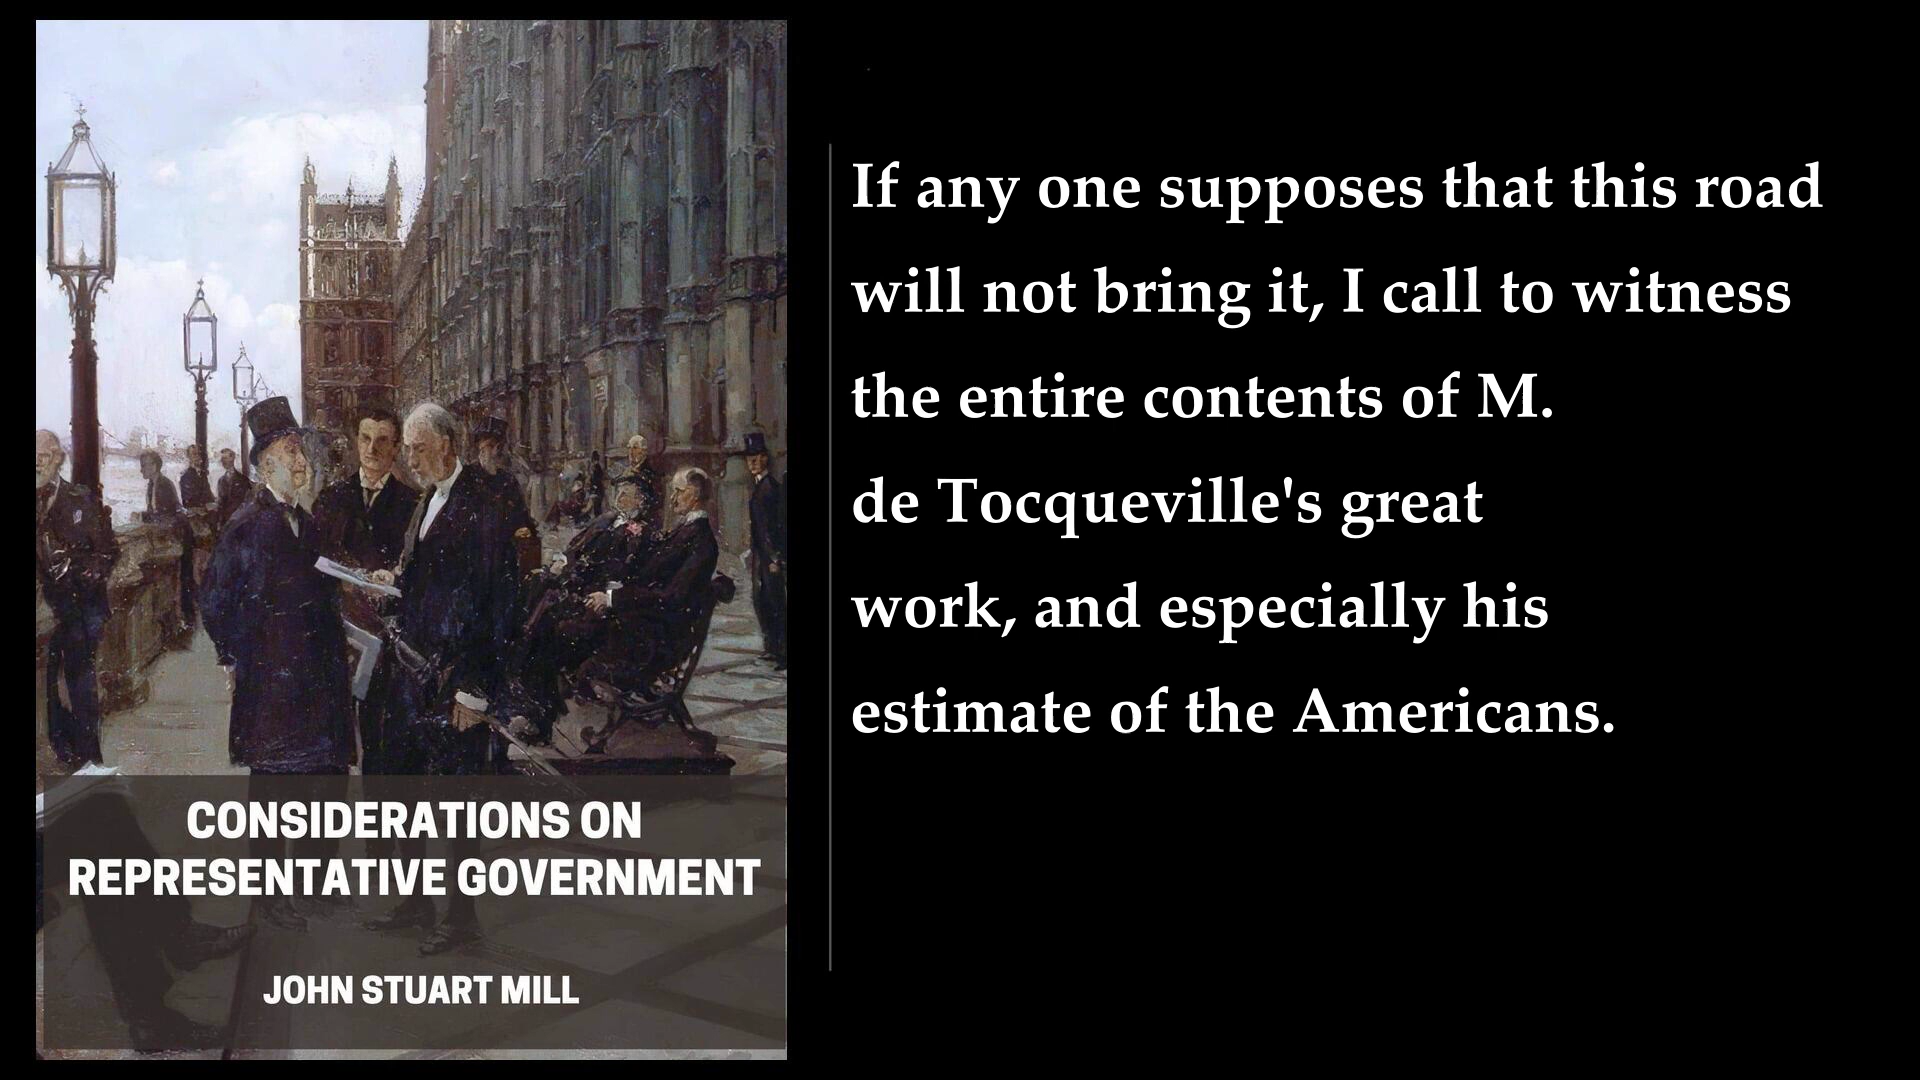 If any one supposes that this road
will not bring it, I call to witness
the entire contents of M.
de Tocqueville's great
work, and especially his
estimate of the Americans.
CONSIDERATIONS ON
REPRESENTATIVE GOVERNMENT
JOHN STUART MILL